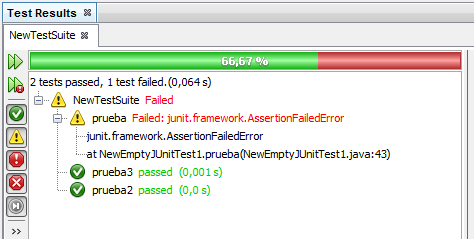 Test Results
NewTestSuite
66,67 %
2 tests passed, 1 test failed.(0,064 s)
NewTestSuite Failed
prueba Failed: junit.framework.AssertionFailedError
junit.framework.AssertionFailedError
at NewEmptyJUnitTest1.prueba(NewEmptyJUnitTest1.java:43)
prueba3 passed (0,001 s)
prueba2 passed (0,0 s)